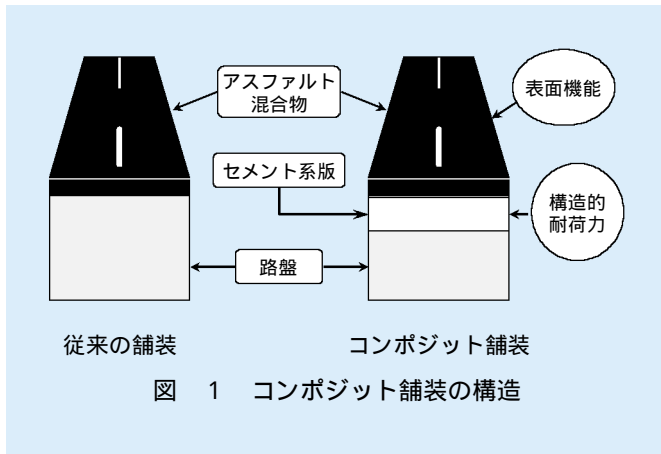 アスファルト
混合物
表面機能
セメント系版
構造的
耐荷力
路盤
従来の舗装
コンポジット舗装
図 1 コンポジット舗装の構造